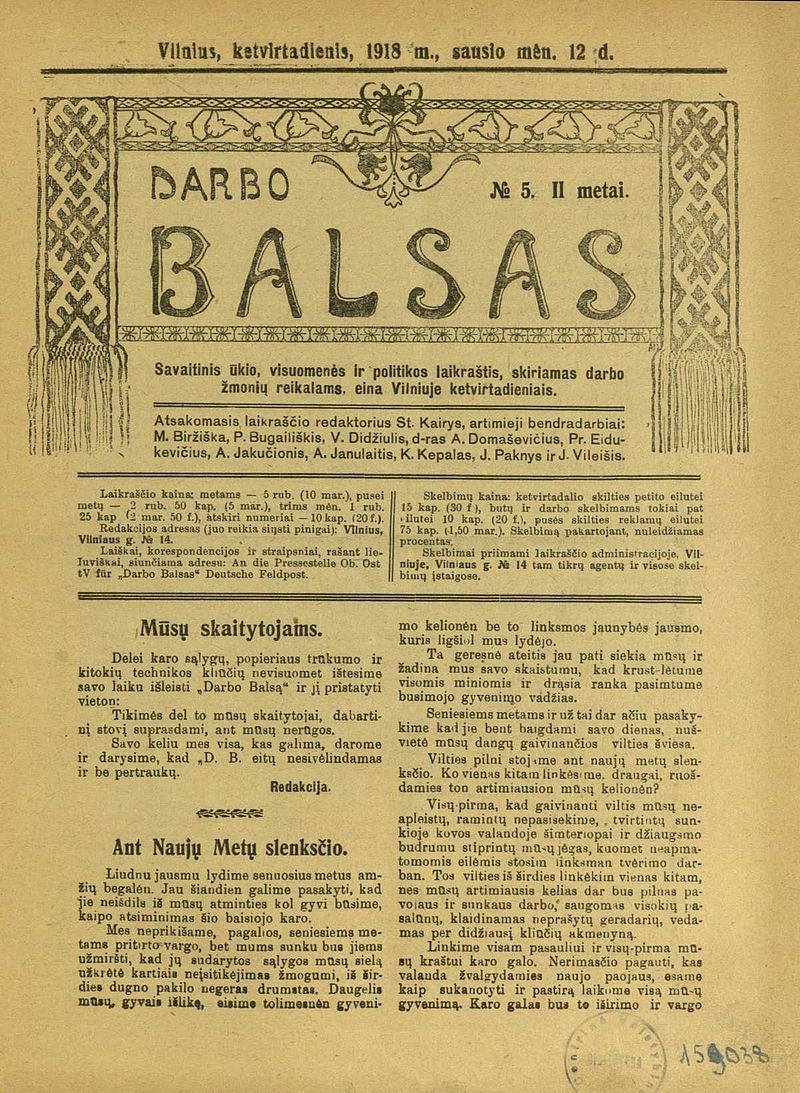 Vilnius, ketvirtadienis, 1918 m., sausio mėn. 12 d.
DARBO
№ 5. II metai.
BALSAS
Savaitinis ūkio, visuomenės ir politikos laikraštis, skiriamas darbo
žmonių reikalams, eina Vilniuje ketvirtadieniais.
Atsakomasis laikraščio redaktorius St. Kairys, artimieji bendradarbiai:
M. Biržiška, P. Bugailiškis, V. Didžiulis, d-ras A. Domaševičius, Pr. Eidu-
kevičius, A. Jakučionis, A. Janulaitis, K. Kepalas, J. Paknys ir J. Vileišis.
Laikraščio kaina: metams — 5 rub. (10 mar.), pusei
metų — 2 rub. 50 kap. (5 mar.), trims mėn. 1 rub.
25 kap (2 mar. 50 f.), atskiri numeriai — 10 kap. (20 f.).
Redakcijos adresas (juo reikia siųsti pinigai): Vilnius,
Vilniaus g. № 14.
Laiškai, korespondencijos ir straipsniai, rašant lie-
tuviškai, siunčiama adresu: An die Pressestelle Ob. Ost
tV für „Darbo Balsas“ Deutsche Feldpost.
Skelbimų kaina: ketvirtadalio skilties petito eilutei
15 kap. (30 f), butų ir darbo skelbimams tokiai pat
eilutei 10 kap. (20 f.), pusės skilties reklamų eilutei
75 kap. (1,50 mar.). Skelbimą pakartojant, nuleidžiamas
procentas.
Skelbimai priimami laikraščio administracijoje, Vil-
niuje, Vilniaus g. № 14 tam tikrų agentų ir visose skel-
bimų įstaigose.
Mūsų skaitytojams.
Delei karo sąlygų, popieriaus trūkumo ir
kitokių technikos kliūčių nevisuomet ištesime
savo laiku išleisti „Darbo Balsą“ ir jį pristatyti
vieton:
Tikimės del to mūsų skaitytojai, dabarti-
nį stovį suprasdami, ant mūsų nerūgos.
Savo keliu mes visa, kas galima, darome
ir darysime, kad „D. B. eitų nesivėlindamas
ir be pertraukų.
Redakcija.
Ant Naujų Metų slenksčio.
Liudnu jausmu lydime senuosius metus am-
žių begalėn. Jau šiandien galime pasakyti, kad
jie neišdils iš mūsų atminties kol gyvi būsime,
kaipo atsiminimas šio baisiojo karo.
Mes neprikišame, pagalios, seniesiems me-
tams pritirto vargo, bet mums sunku bus jiems
užmiršti, kad jų sudarytos sąlygos mūsų sielą
užkrėtė kartiais neįsitikėjimas žmogumi, iš šir-
dies dugno pakilo negeras drumstas. Daugelis
mūsų, gyvais išlikę, eisime tolimesnėn gyveni-
mo kelionėn be to linksmos jaunybės jausmo,
kuris ligšiol mus lydėjo.
Ta geresnė ateitis jau pati siekia mūsų ir
žadina mus savo skaistumu, kad krustelėtume
visomis miniomis ir drąsia ranka pasimtume
busimojo gyvenimo vadžias.
Seniesiems metams ir už tai dar ačiu pasaky-
kime kad jie bent baigdami savo dienas, nuš-
vietė mūsų dangų gaivinančios vilties šviesa.
Vilties pilni stojame ant naujų metų slen-
ksčio. Ko vienas kitam linkėsime, draugai, ruoš-
damies ton artimiausion mūsų kelionėn?
Visų-pirma, kad gaivinanti viltis mūsų ne-
apleistų, ramintų nepasisekime, tvirtintų sun-
kioje kovos valandoje šimteriopai ir džiaugsmo
budrumu stiprintų mūsų jėgas, kuomet neapma-
tomomis eilėmis stosim linksman tvėrimo dar-
ban. Tos vilties iš širdies linkėkim vienas kitam,
nes mūsų artimiausis kelias dar bus pilnas pa-
vojaus ir sunkaus darbo, saugomas visokių pa-
salūnų, klaidinamas neprašytų geradarių, veda-
mas per didžiausį kliūčių akmenyną.
Linkime visam pasauliui ir visų-pirma mū-
sų kraštui karo galo. Nerimasčio pagauti, kas
valanda žvalgydamies naujo paojaus, esame
kaip sukanotyti ir pastirą laikome visą mūsų
gyvenimą. Karo galas bus to iširimo ir vargo